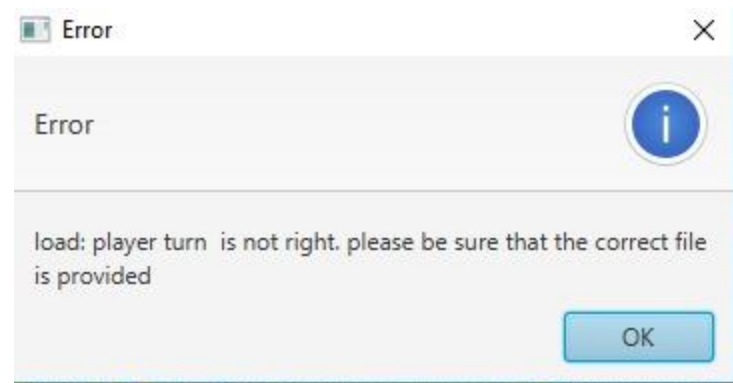 Error
Error
i
load: player turn  is not right. please be sure that the correct file
is provided
OK